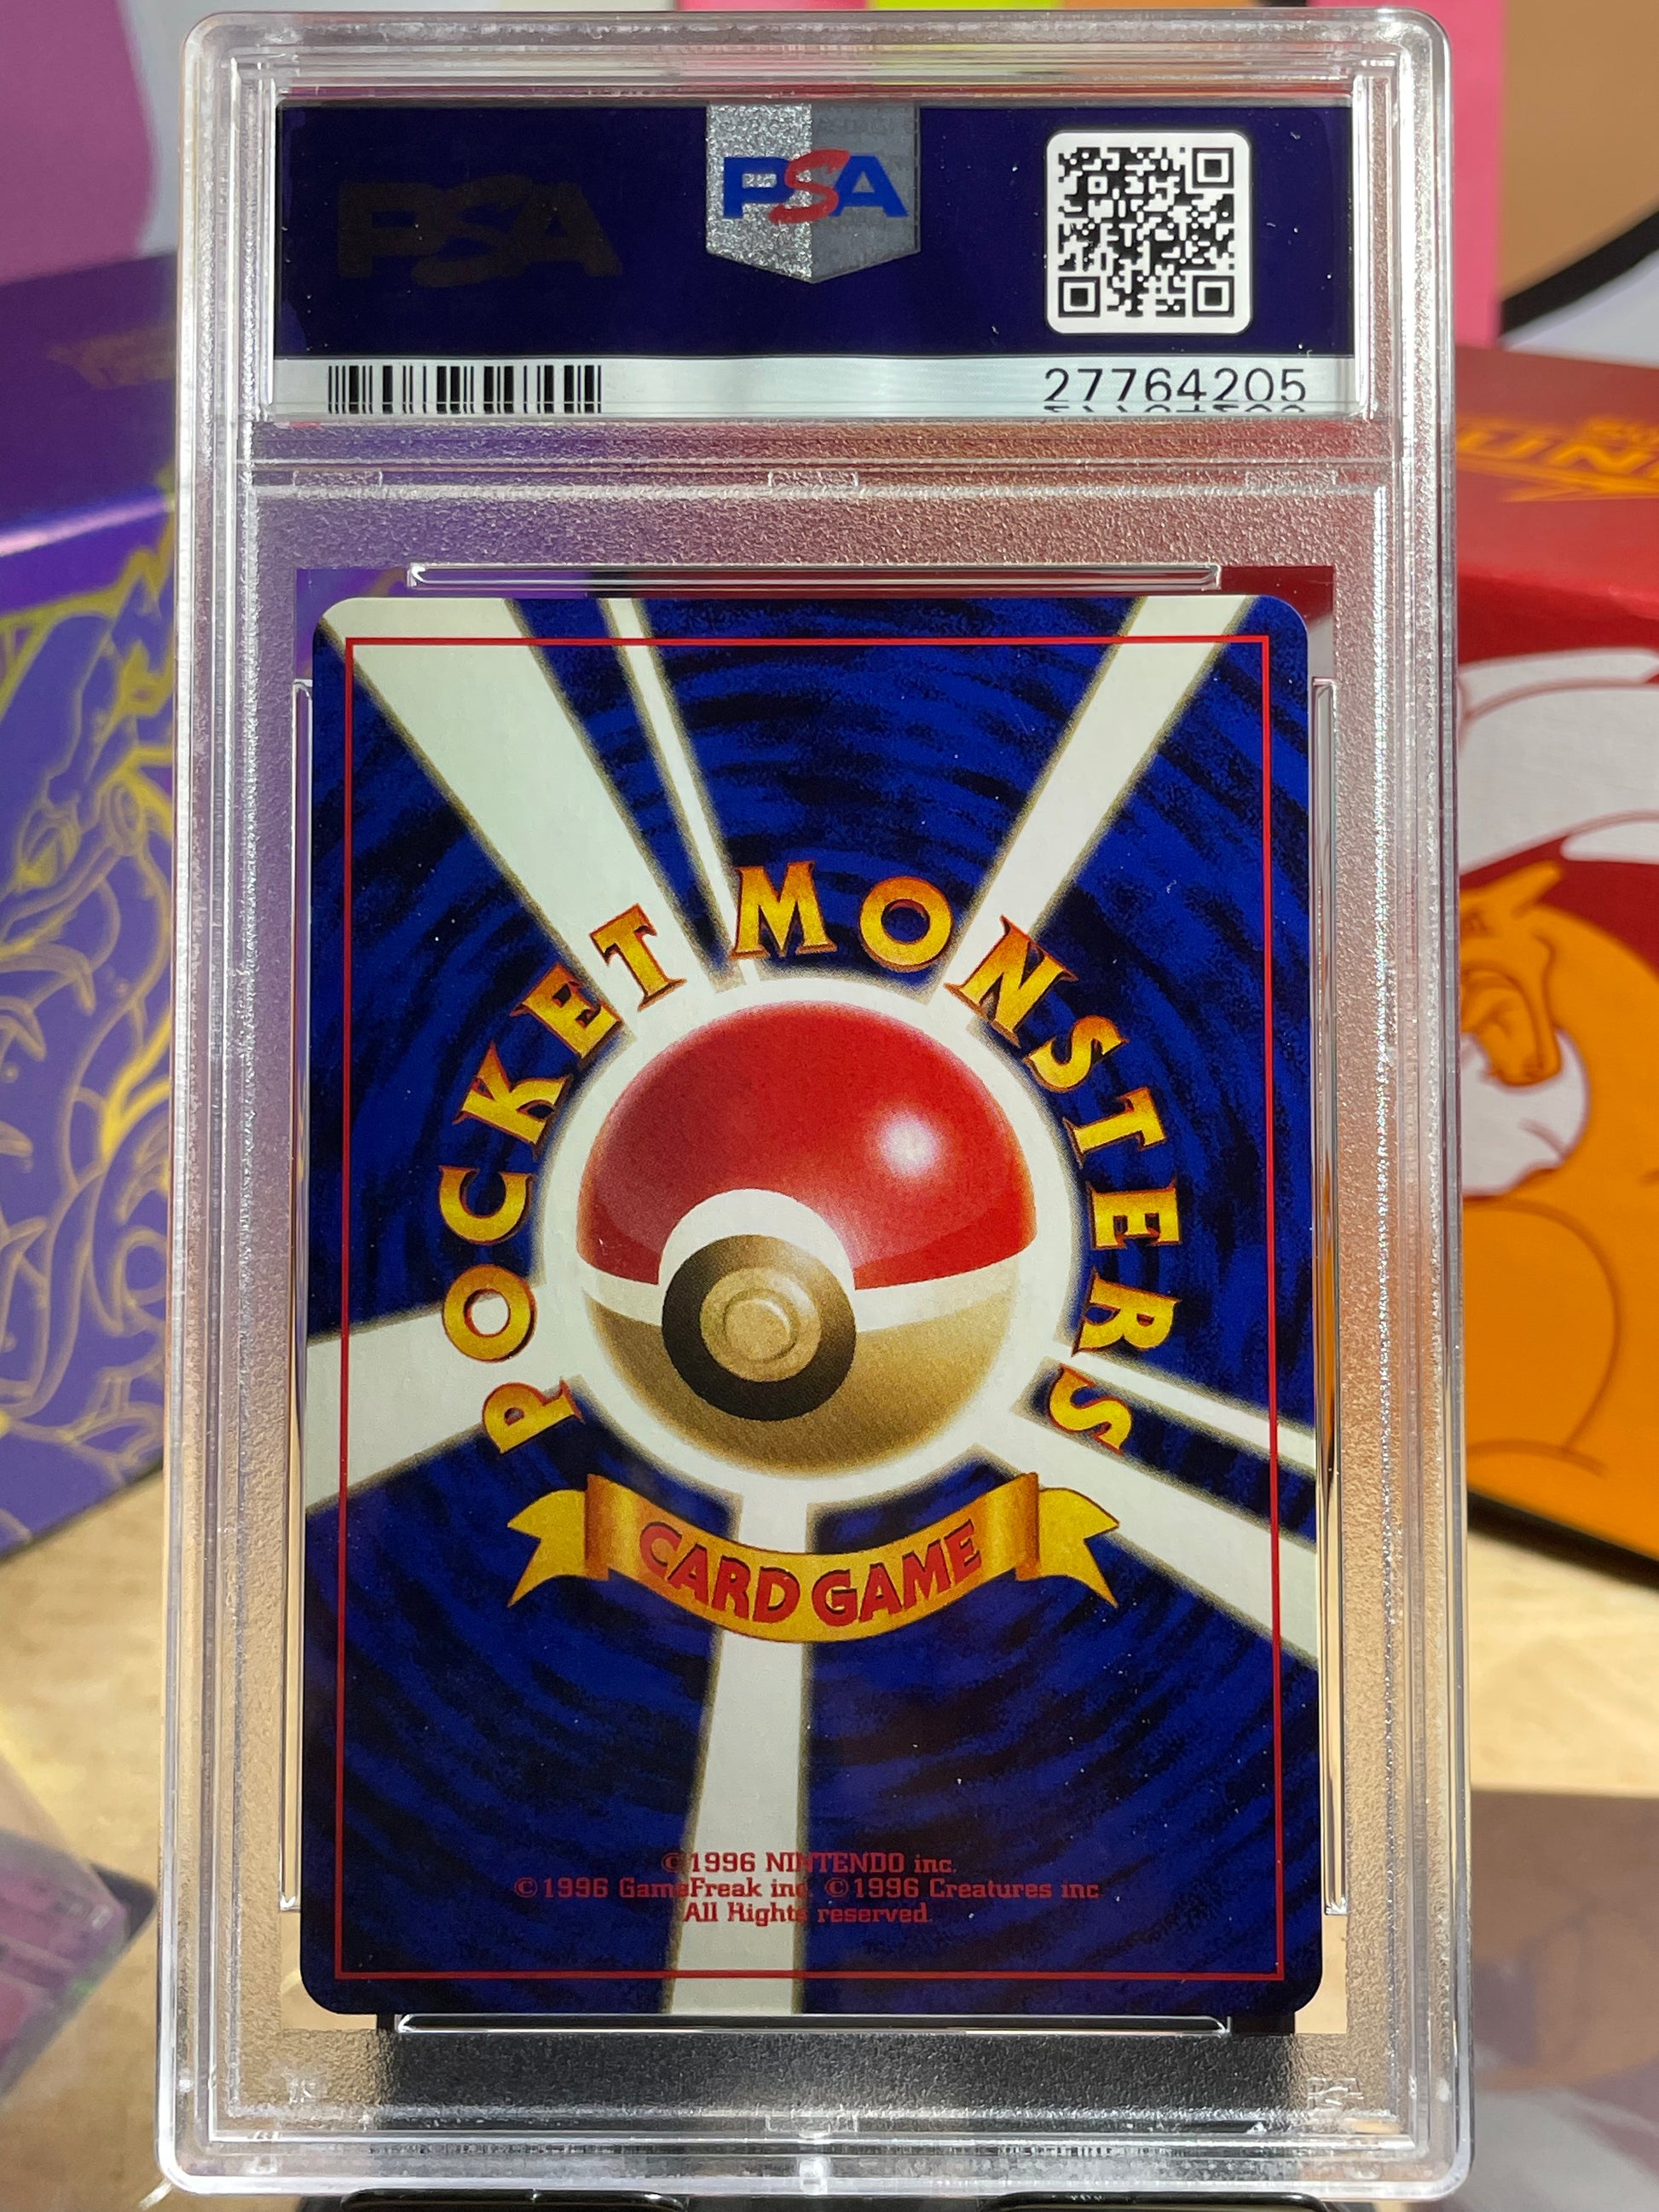 PSA
PSA
27764205
POCKET MONSTERS
CARD GAME
©1996 NINTENDO inc.
©1996 GameFreak inc. ©1996 Creatures inc
All Rights reserved.